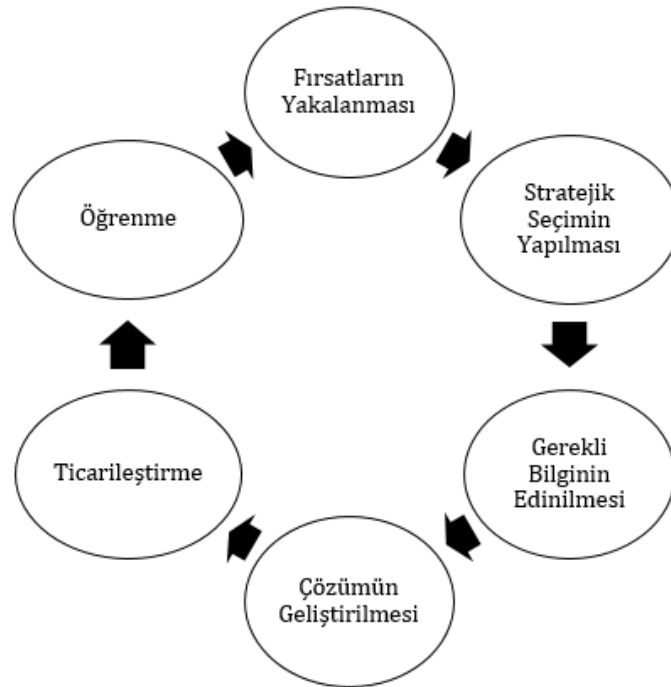 Fırsatların
Yakalanması
Stratejik
Seçimin
Yapılması
Gerekli
Bilginin
Edinilmesi
Çözümün
Geliştirilmesi
Ticarileştirme
Öğrenme